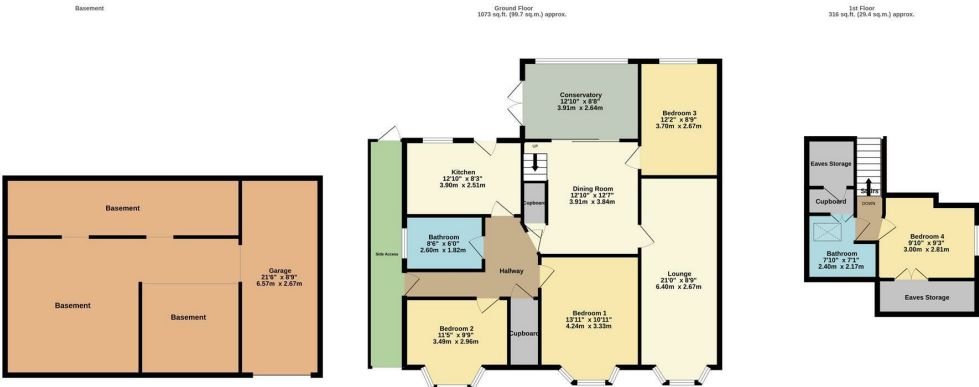 Basement
Basement
Basement
Basement
Garage
21'6" x 8'9"
6.57m x 2.67m
Ground Floor
1073 sq.ft. (99.7 sq.m.) approx.
Conservatory
12'10" x 8'8"
3.91m x 2.64m
Bedroom 3
12'2" x 8'9"
3.70m x 2.67m
Kitchen
12'10" x 8'3"
3.90m x 2.51m
UP
Dining Room
12'10" x 12'7"
3.91m x 3.84m
Cupboard
Bathroom
8'6" x 6'0"
2.60m x 1.82m
Side Access
Hallway
Lounge
21'0" x 8'9"
6.40m x 2.67m
Bedroom 1
13'11" x 10'11"
4.24m x 3.33m
Bedroom 2
11'5" x 9'9"
3.49m x 2.96m
Cupboard
1st Floor
316 sq.ft. (29.4 sq.m.) approx.
Eaves Storage
Stairs
Cupboard
DOWN
Bedroom 4
9'10" x 9'3"
3.00m x 2.81m
Bathroom
7'10" x 7'1"
2.40m x 2.17m
Eaves Storage